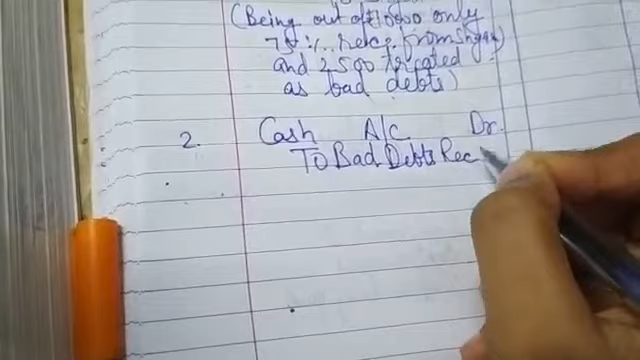 (Being out of ₹10000 only
75%. rece. from
and 2500 treated
as bad debts)
2. Cash A/c Dr.
To Bad Debts Rec